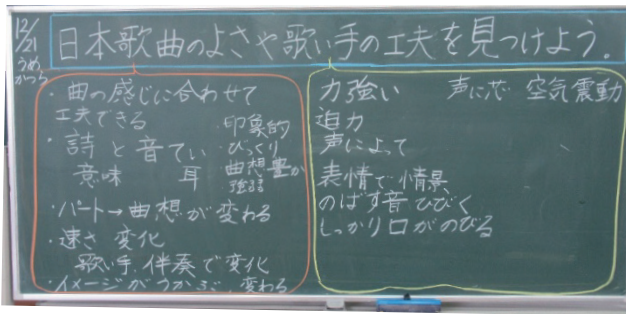 12/21
日本歌曲のよさや歌い手の工夫を見つけよう。
・曲の感じに合わせて
工夫できる
・詩と音てい
意味 耳
・印象的
・びっくり
曲想豊か
強弱
・パート→曲想が変わる
・速さ 変化
歌い手、伴奏で変化
・イメージがうかぶ、変わる
力強い 声に芯 空気震動
迫力
声によって
表情で情景
のばす音ひびく
しっかり口がのびる